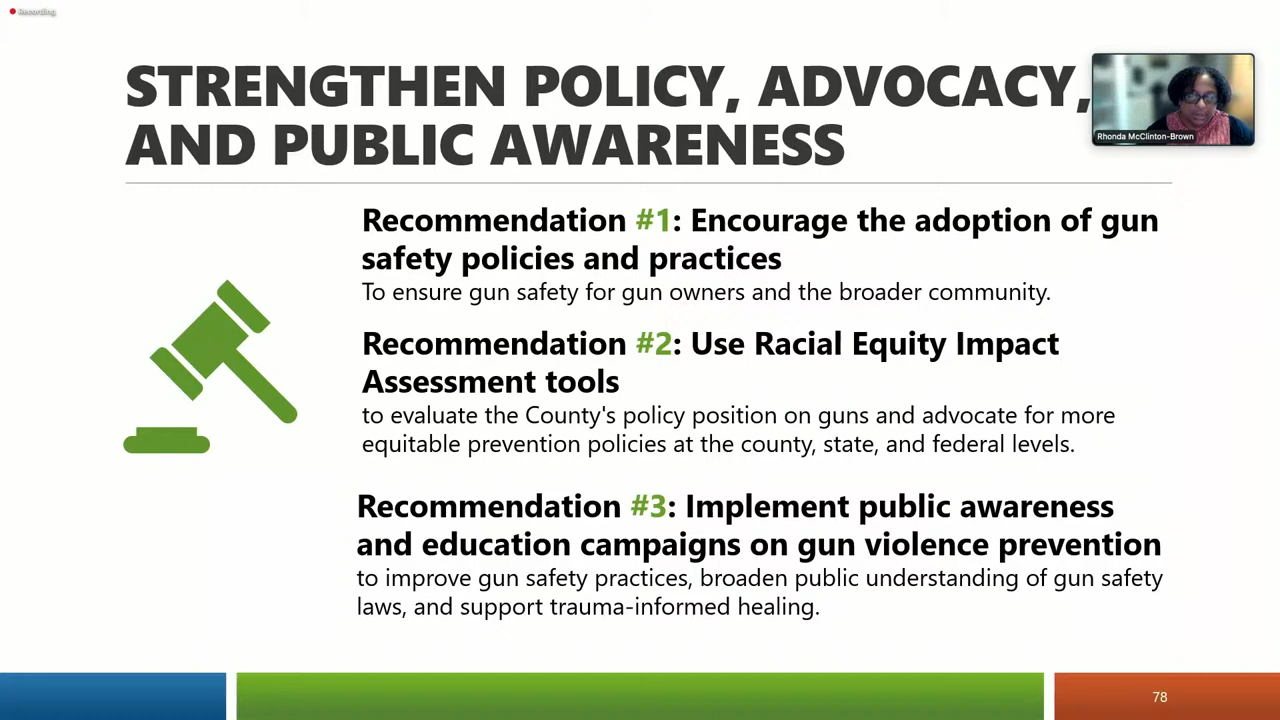 Recording
STRENGTHEN POLICY, ADVOCACY,
AND PUBLIC AWARENESS
Rhonda McClinton-Brown
Recommendation #1: Encourage the adoption of gun
safety policies and practices
To ensure gun safety for gun owners and the broader community.
Recommendation #2: Use Racial Equity Impact
Assessment tools
to evaluate the County's policy position on guns and advocate for more
equitable prevention policies at the county, state, and federal levels.
Recommendation #3: Implement public awareness
and education campaigns on gun violence prevention
to improve gun safety practices, broaden public understanding of gun safety
laws, and support trauma-informed healing.
78